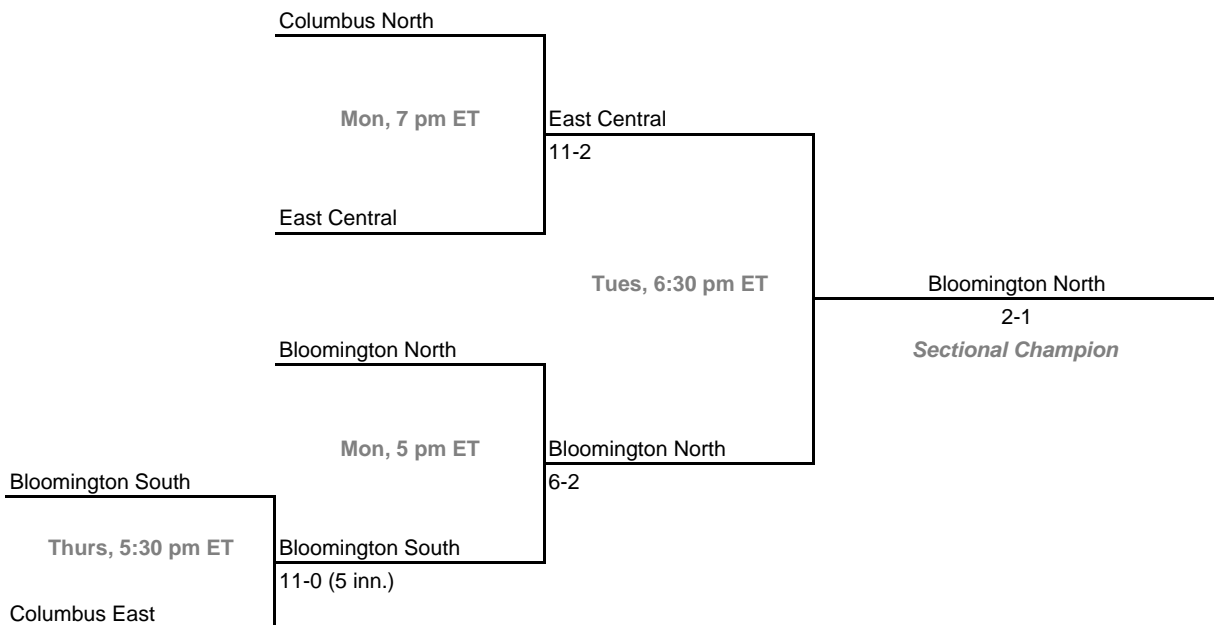 Columbus North
Mon, 7 pm ET
East Central
11-2
East Central
Tues, 6:30 pm ET
Bloomington North
2-1
Bloomington North
Sectional Champion
Mon, 5 pm ET
Bloomington North
Bloomington South
6-2
Thurs, 5:30 pm ET
Bloomington South
11-0 (5 inn.)
Columbus East